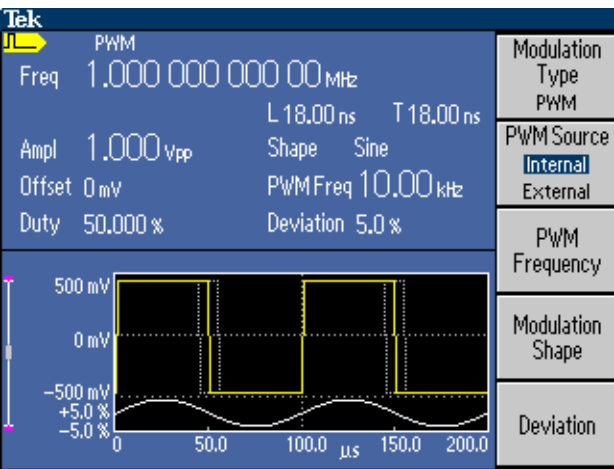 Tek
PWM
Freq 1.000 000 000 00 MHz
L 18.00 ns T 18.00 ns
Ampl 1.000 Vpp Shape Sine
Offset 0 mV PWM Freq 10.00 kHz
Duty 50.000 % Deviation 5.0 %
500 mV
0 mV
−500 mV
+5.0 %
−5.0 %
0 50.0 100.0 µs 150.0 200.0
Modulation
Type
PWM
PWM Source
Internal
External
PWM
Frequency
Modulation
Shape
Deviation